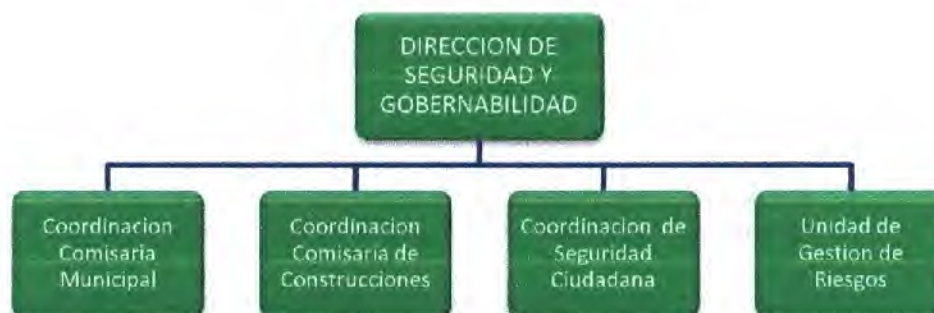 DIRECCION DE
SEGURIDAD Y
GOBERNABILIDAD
Coordinacion
Comisaria
Municipal
Coordinacion
Comisaria de
Construcciones
Coordinacion de
Seguridad
Ciudadana
Unidad de
Gestion de
Riesgos